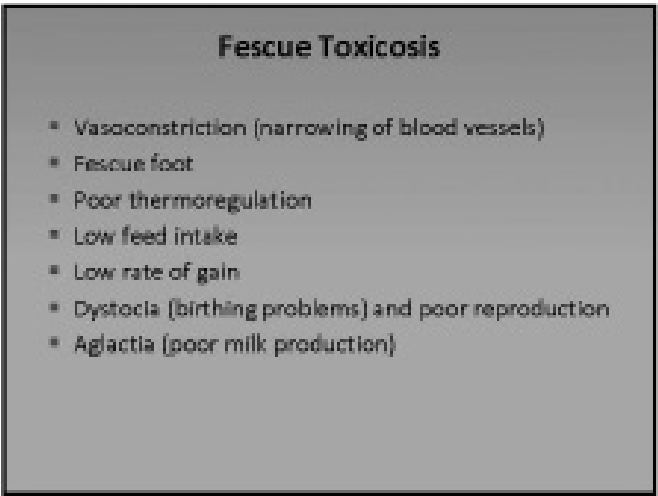 Fescue Toxicosis
Vasoconstriction (narrowing of blood vessels)
Fescue foot
Poor thermoregulation
Low feed intake
Low rate of gain
Dystocia (birthing problems) and poor reproduction
Aglactia (poor milk production)